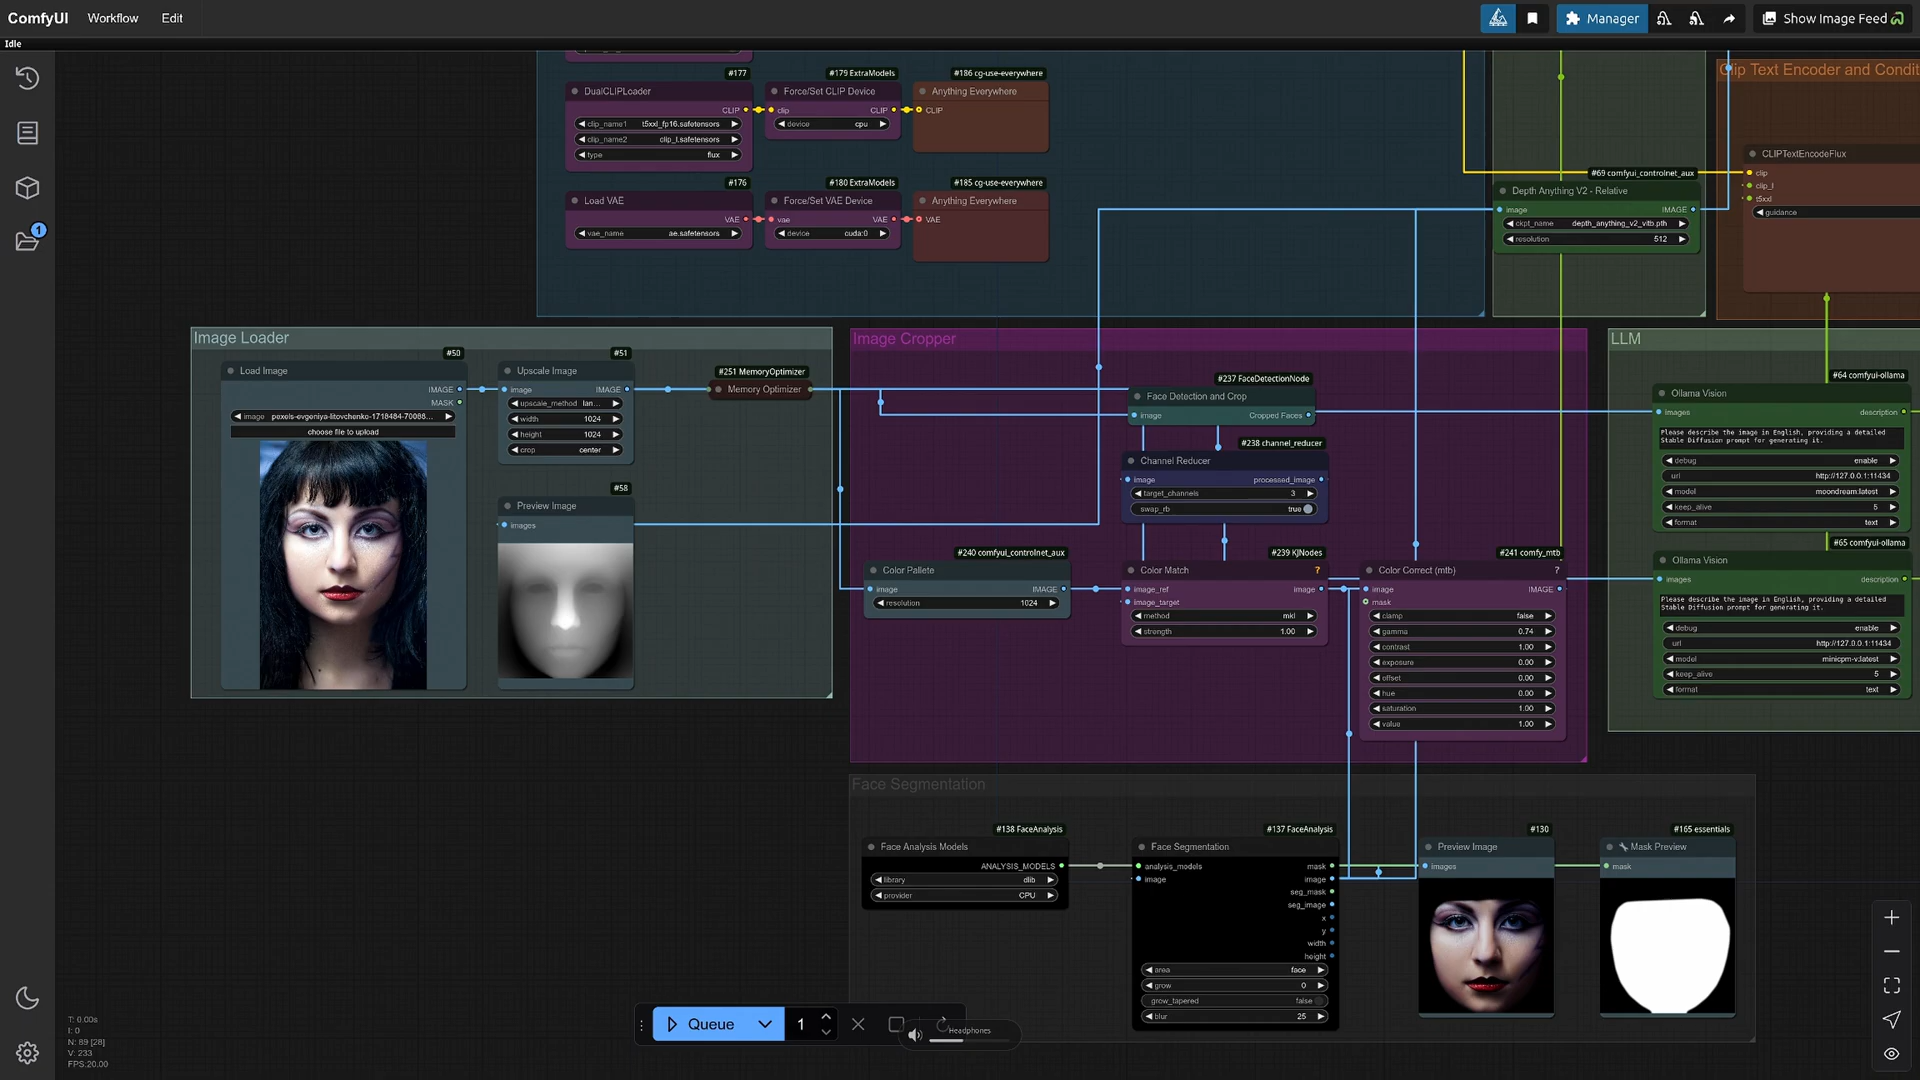 ComfyUI
Workflow
Edit
Manager
Show Image Feed
Idle
#177
#179 ExtraModels
#186 cg-use-everywhere
DualCLIPLoader
Force/Set CLIP Device
Anything Everywhere
CLIP
clip
CLIP
CLIP
clip_name1 t5xxl_fp16.safetensors
device cpu
clip_name2 clip_l.safetensors
type flux
#176
#180 ExtraModels
#185 cg-use-everywhere
Load VAE
Force/Set VAE Device
Anything Everywhere
VAE
vae
VAE
VAE
vae_name ae.safetensors
device cuda:0
#69 comfyui_controlnet_aux
Depth Anything V2 - Relative
image
IMAGE
ckpt_name depth_anything_v2_vitb.pth
resolution 512
lip Text Encoder and Condit
CLIPTextEncodeFlux
clip
clip_l
t5xxl
guidance
Image Loader
#50
Load Image
IMAGE
MASK
image pexels-evgeniya-litovchenko-1718484-70088...
choose file to upload
#51
Upscale Image
image
IMAGE
upscale_method lan...
width 1024
height 1024
crop center
#58
Preview Image
images
#251 MemoryOptimizer
Memory Optimizer
Image Cropper
#237 FaceDetectionNode
Face Detection and Crop
image
Cropped Faces
#238 channel_reducer
Channel Reducer
image
processed_image
target_channels 3
swap_rb true
#240 comfyui_controlnet_aux
Color Pallete
image
IMAGE
resolution 1024
#239 KJNodes
Color Match ?
image_ref
image
image_target
method mkl
strength 1.00
#241 comfy_mtb
Color Correct (mtb) ?
image
IMAGE
mask
clamp false
gamma 0.74
contrast 1.00
exposure 0.00
offset 0.00
hue 0.00
saturation 1.00
value 1.00
LLM
#64 comfyui-ollama
Ollama Vision
images
description
Please describe the image in English, providing a detailed
Stable Diffusion prompt for generating it.
debug enable
url http://127.0.0.1:11434
model moondream:latest
keep_alive 5
format text
#65 comfyui-ollama
Ollama Vision
images
description
Please describe the image in English, providing a detailed
Stable Diffusion prompt for generating it.
debug enable
url http://127.0.0.1:11434
model minicpm-v:latest
keep_alive 5
format text
Face Segmentation
#138 FaceAnalysis
Face Analysis Models
ANALYSIS_MODELS
library dlib
provider CPU
#137 FaceAnalysis
Face Segmentation
analysis_models
mask
image
image
seg_mask
seg_image
x
y
width
height
area face
grow 0
grow_tapered false
blur 25
#130
Preview Image
images
#165 essentials
Mask Preview
mask
1
Queue
1
Headphones
T: 0.00s
I: 0
N: 89 [28]
V: 233
FPS:20.00